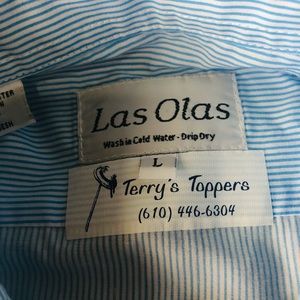 Las Olas
Wash in Cold Water - Drip Dry
L
Terry's Toppers
(610) 446-6304